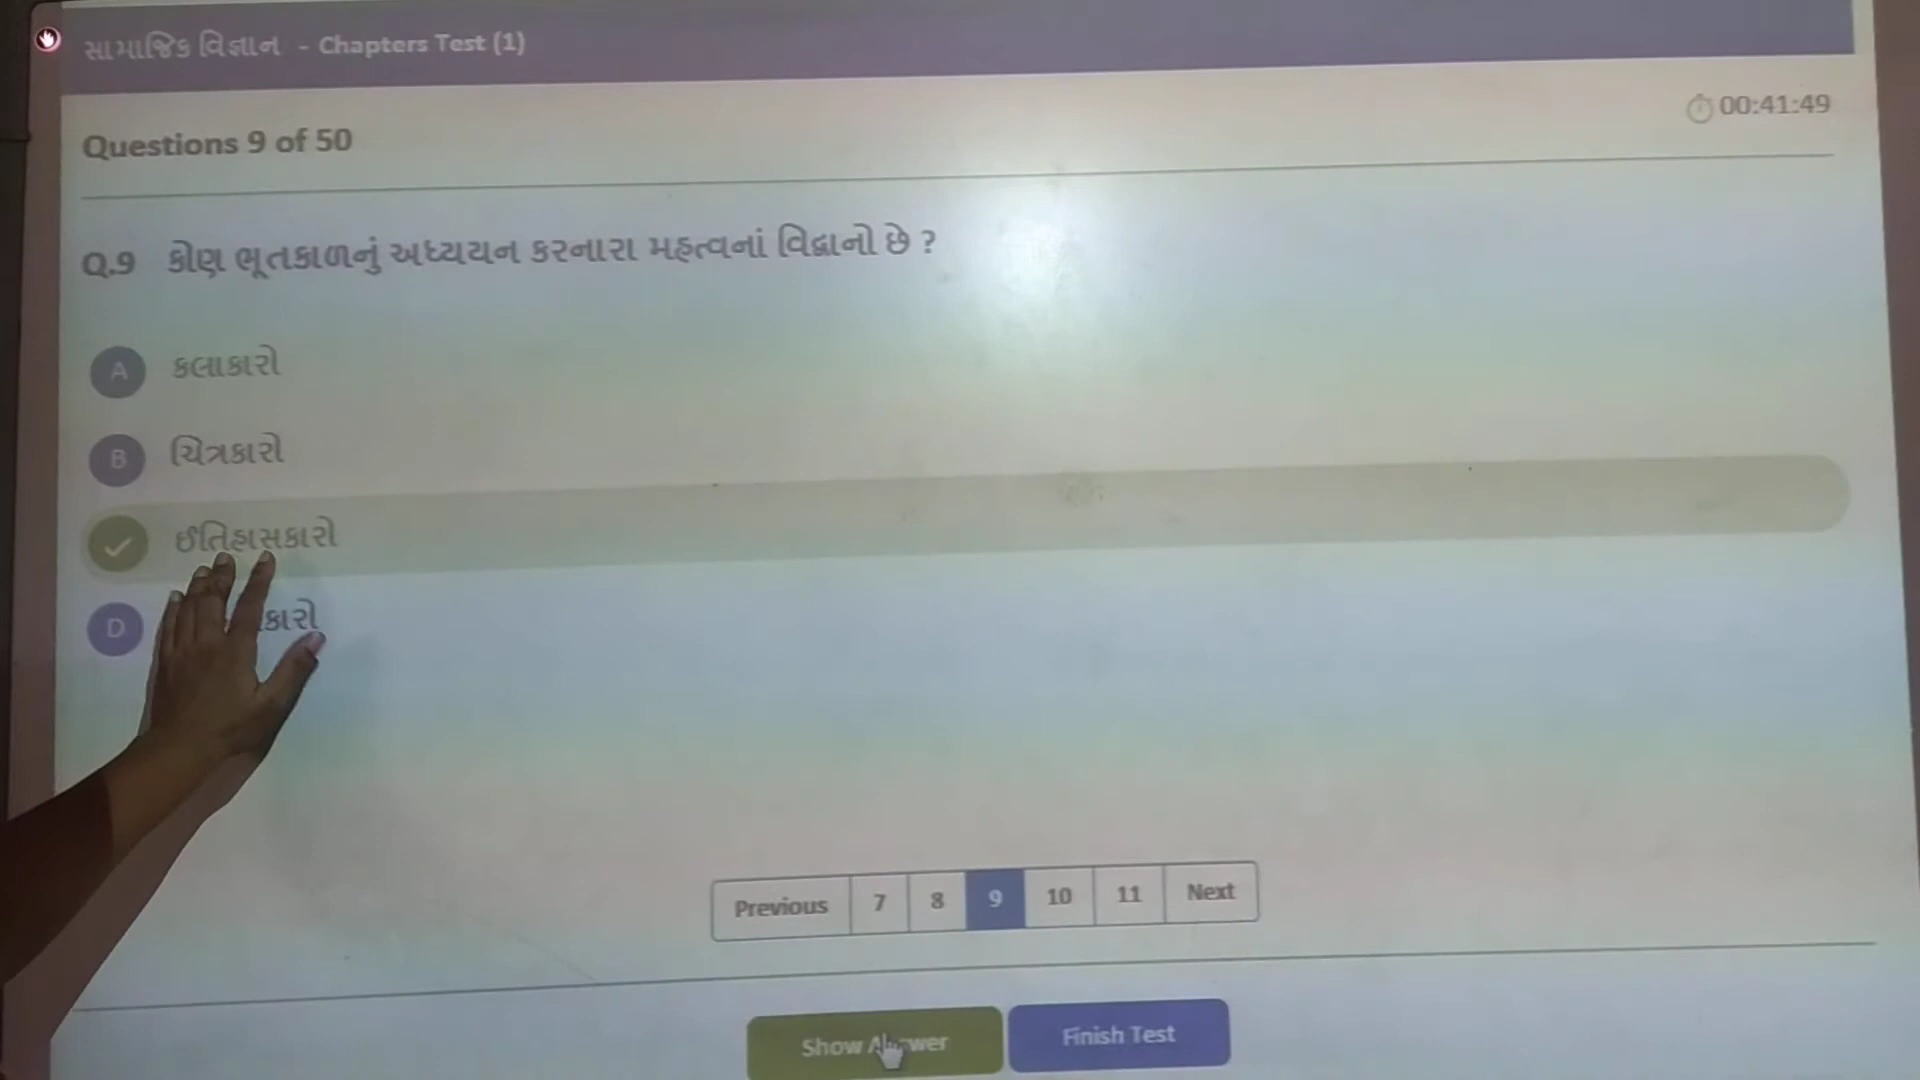 સામાજિક વિજ્ઞાન - Chapters Test (1)
00:41:49
Questions 9 of 50
Q.9 કોણ ભૂતકાળનું અધ્યયન કરનારા મહત્વનાં વિદ્વાનો છે ?
A કલાકારો
B ચિત્રકારો
ઈતિહાસકારો
D
Previous 7 8 9 10 11 Next
Show Answer Finish Test